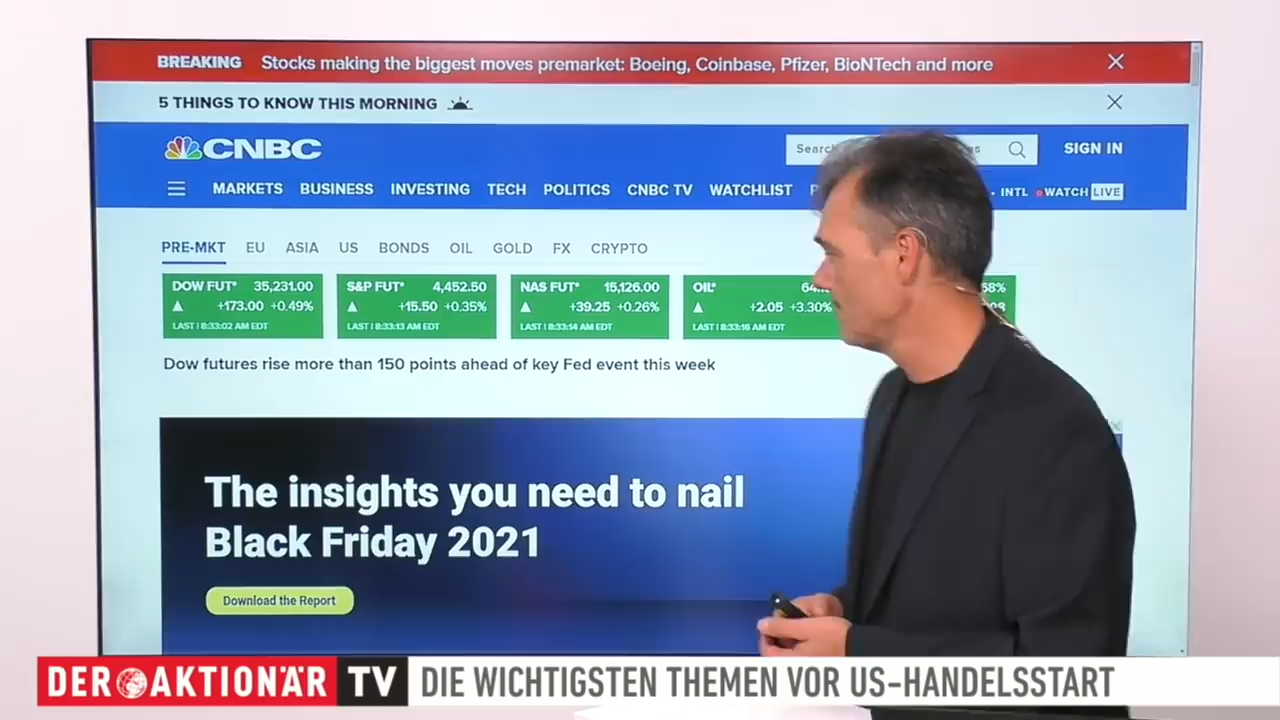 BREAKING Stocks making the biggest moves premarket: Boeing, Coinbase, Pfizer, BioNTech and more
5 THINGS TO KNOW THIS MORNING
CNBC
SIGN IN
MARKETS BUSINESS INVESTING TECH POLITICS CNBC TV WATCHLIST INTL WATCH LIVE
PRE-MKT EU ASIA US BONDS OIL GOLD FX CRYPTO
DOW FUT* 35,231.00
+173.00 +0.49%
LAST | 8:33:02 AM EDT
S&P FUT* 4,452.50
+15.50 +0.35%
LAST | 8:33:13 AM EDT
NAS FUT* 15,126.00
+39.25 +0.26%
LAST | 8:33:14 AM EDT
OIL*
+2.05 +3.30%
LAST | 8:33:16 AM EDT
Dow futures rise more than 150 points ahead of key Fed event this week
The insights you need to nail
Black Friday 2021
Download the Report
DER AKTIONÄR TV DIE WICHTIGSTEN THEMEN VOR US-HANDELSSTART